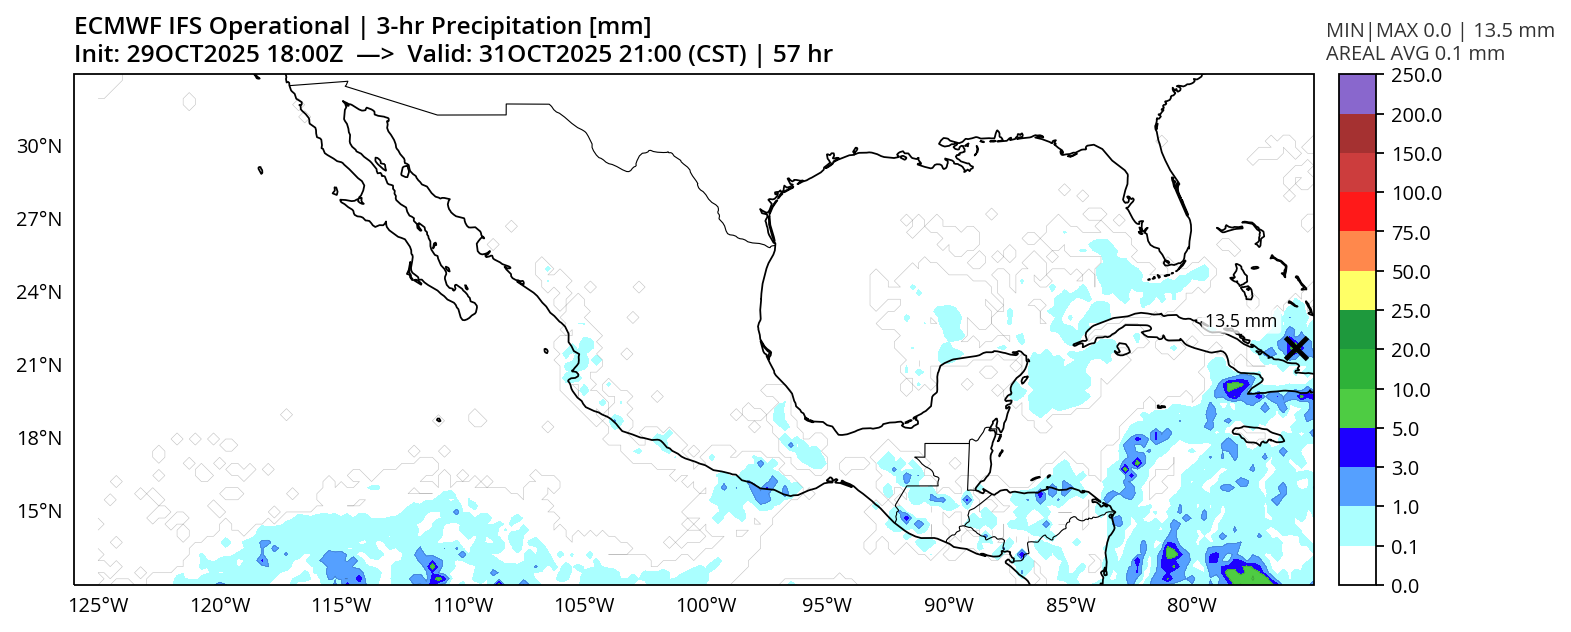 ECMWF IFS Operational | 3-hr Precipitation [mm]
Init: 29OCT2025 18:00Z —> Valid: 31OCT2025 21:00 (CST) | 57 hr
MIN|MAX 0.0 | 13.5 mm
AREAL AVG 0.1 mm
250.0
200.0
150.0
100.0
75.0
50.0
25.0
20.0
10.0
5.0
3.0
1.0
0.1
0.0
30°N
27°N
24°N
21°N
18°N
15°N
13.5 mm
125°W 120°W 115°W 110°W 105°W 100°W 95°W 90°W 85°W 80°W